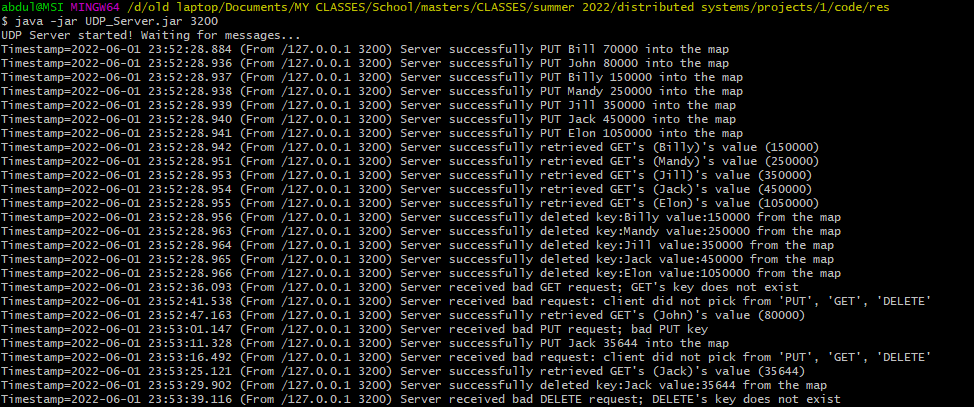 abdul@MSI MINGW64 /d/old laptop/Documents/MY CLASSES/School/masters/CLASSES/summer 2022/distributed systems/projects/1/code/res
$ java -jar UDP_Server.jar 3200
UDP Server started! Waiting for messages...
Timestamp=2022-06-01 23:52:28.884 (From /127.0.0.1 3200) Server successfully PUT Bill 70000 into the map
Timestamp=2022-06-01 23:52:28.936 (From /127.0.0.1 3200) Server successfully PUT John 80000 into the map
Timestamp=2022-06-01 23:52:28.937 (From /127.0.0.1 3200) Server successfully PUT Billy 150000 into the map
Timestamp=2022-06-01 23:52:28.938 (From /127.0.0.1 3200) Server successfully PUT Mandy 250000 into the map
Timestamp=2022-06-01 23:52:28.939 (From /127.0.0.1 3200) Server successfully PUT Jill 350000 into the map
Timestamp=2022-06-01 23:52:28.940 (From /127.0.0.1 3200) Server successfully PUT Jack 450000 into the map
Timestamp=2022-06-01 23:52:28.941 (From /127.0.0.1 3200) Server successfully PUT Elon 1050000 into the map
Timestamp=2022-06-01 23:52:28.942 (From /127.0.0.1 3200) Server successfully retrieved GET's (Billy)'s value (150000)
Timestamp=2022-06-01 23:52:28.951 (From /127.0.0.1 3200) Server successfully retrieved GET's (Mandy)'s value (250000)
Timestamp=2022-06-01 23:52:28.953 (From /127.0.0.1 3200) Server successfully retrieved GET's (Jill)'s value (350000)
Timestamp=2022-06-01 23:52:28.954 (From /127.0.0.1 3200) Server successfully retrieved GET's (Jack)'s value (450000)
Timestamp=2022-06-01 23:52:28.955 (From /127.0.0.1 3200) Server successfully retrieved GET's (Elon)'s value (1050000)
Timestamp=2022-06-01 23:52:28.956 (From /127.0.0.1 3200) Server successfully deleted key:Billy value:150000 from the map
Timestamp=2022-06-01 23:52:28.963 (From /127.0.0.1 3200) Server successfully deleted key:Mandy value:250000 from the map
Timestamp=2022-06-01 23:52:28.964 (From /127.0.0.1 3200) Server successfully deleted key:Jill value:350000 from the map
Timestamp=2022-06-01 23:52:28.965 (From /127.0.0.1 3200) Server successfully deleted key:Jack value:450000 from the map
Timestamp=2022-06-01 23:52:28.966 (From /127.0.0.1 3200) Server successfully deleted key:Elon value:1050000 from the map
Timestamp=2022-06-01 23:52:36.093 (From /127.0.0.1 3200) Server received bad GET request; GET's key does not exist
Timestamp=2022-06-01 23:52:41.538 (From /127.0.0.1 3200) Server received bad request: client did not pick from 'PUT', 'GET', 'DELETE'
Timestamp=2022-06-01 23:52:47.163 (From /127.0.0.1 3200) Server successfully retrieved GET's (John)'s value (80000)
Timestamp=2022-06-01 23:53:01.147 (From /127.0.0.1 3200) Server received bad PUT request; bad PUT key
Timestamp=2022-06-01 23:53:11.328 (From /127.0.0.1 3200) Server successfully PUT Jack 35644 into the map
Timestamp=2022-06-01 23:53:16.492 (From /127.0.0.1 3200) Server received bad request: client did not pick from 'PUT', 'GET', 'DELETE'
Timestamp=2022-06-01 23:53:25.121 (From /127.0.0.1 3200) Server successfully retrieved GET's (Jack)'s value (35644)
Timestamp=2022-06-01 23:53:29.902 (From /127.0.0.1 3200) Server successfully deleted key:Jack value:35644 from the map
Timestamp=2022-06-01 23:53:39.116 (From /127.0.0.1 3200) Server received bad DELETE request; DELETE's key does not exist